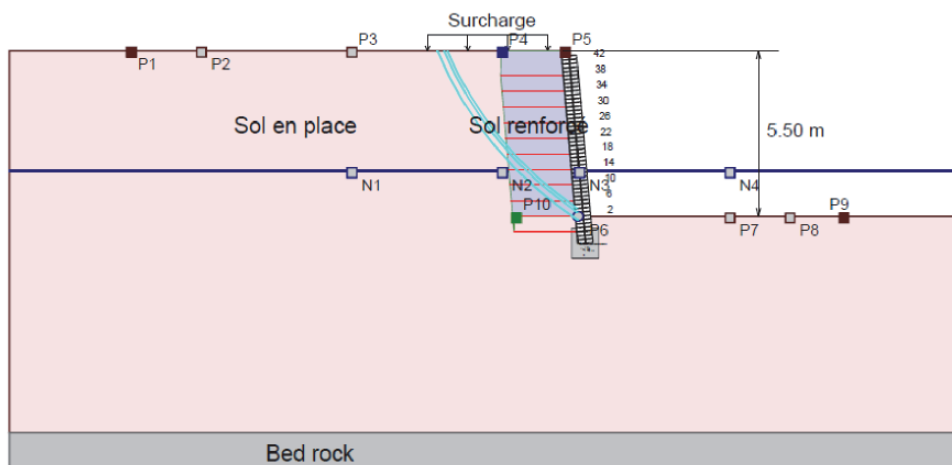 Surcharge
P1
P2
P3
P4
P5
42
38
34
30
26
22
18
14
10
6
2
Sol en place
Sol renforcé
5.50 m
N1
N2
N3
N4
P10
P6
P7
P8
P9
Bed rock